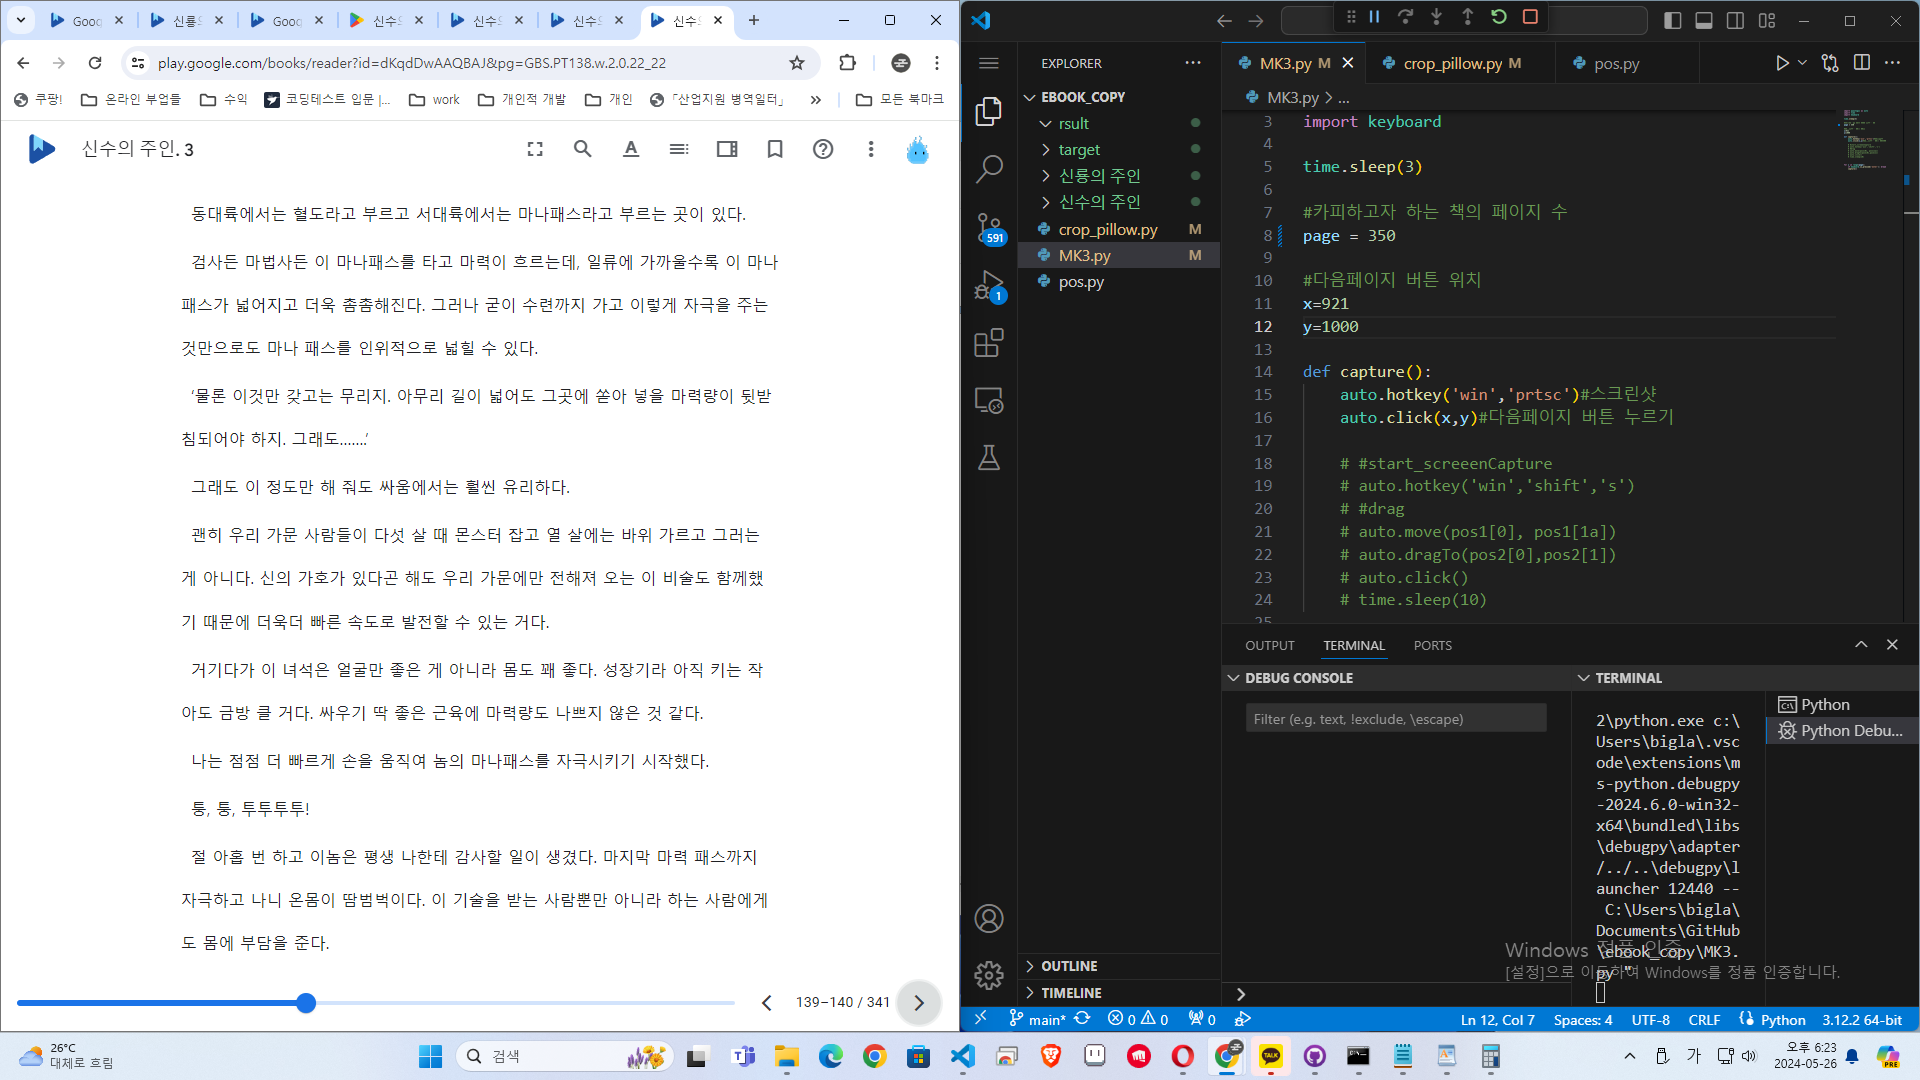 Goog
신룡으
Goog
신수으
신수으
신수으
신수으
play.google.com/books/reader?id=dKqdDwAAQBAJ&pg=GBS.PT138.w.2.0.22_22
쿠팡!
온라인 부업들
수익
코딩테스트 입문 |...
work
개인적 개발
개인
「산업지원 병역일터」
»
모든 북마크
신수의 주인. 3
동대륙에서는 혈도라고 부르고 서대륙에서는 마나패스라고 부르는 곳이 있다.
검사든 마법사든 이 마나패스를 타고 마력이 흐르는데, 일류에 가까울수록 이 마나
패스가 넓어지고 더욱 촘촘해진다. 그러나 굳이 수련까지 가고 이렇게 자극을 주는
것만으로도 마나 패스를 인위적으로 넓힐 수 있다.
‘물론 이것만 갖고는 무리지. 아무리 길이 넓어도 그곳에 쏟아 넣을 마력량이 뒷받
침되어야 하지. 그래도…….’
그래도 이 정도만 해 줘도 싸움에서는 훨씬 유리하다.
괜히 우리 가문 사람들이 다섯 살 때 몬스터 잡고 열 살에는 바위 가르고 그러는
게 아니다. 신의 가호가 있다곤 해도 우리 가문에만 전해져 오는 이 비술도 함께했
기 때문에 더욱더 빠른 속도로 발전할 수 있는 거다.
거기다가 이 녀석은 얼굴만 좋은 게 아니라 몸도 꽤 좋다. 성장기라 아직 키는 작
아도 금방 클 거다. 싸우기 딱 좋은 근육에 마력량도 나쁘지 않은 것 같다.
나는 점점 더 빠르게 손을 움직여 놈의 마나패스를 자극시키기 시작했다.
퉁, 퉁, 투투투투!
절 아홉 번 하고 이놈은 평생 나한테 감사할 일이 생겼다. 마지막 마력 패스까지
자극하고 나니 온몸이 땀범벅이다. 이 기술을 받는 사람뿐만 아니라 하는 사람에게
도 몸에 부담을 준다.
139–140 / 341
EXPLORER
EBOOK_COPY
rsult
target
신룡의 주인
신수의 주인
crop_pillow.py M
MK3.py M
pos.py
OUTLINE
TIMELINE
591
1
MK3.py M
crop_pillow.py M
pos.py
MK3.py > ...
3 import keyboard
4
5 time.sleep(3)
6
7 #카피하고자 하는 책의 페이지 수
8 page = 350
9
10 #다음페이지 버튼 위치
11 x=921
12 y=1000
13
14 def capture():
15 auto.hotkey('win','prtsc')#스크린샷
16 auto.click(x,y)#다음페이지 버튼 누르기
17
18 # #start_screeenCapture
19 # auto.hotkey('win','shift','s')
20 # #drag
21 # auto.move(pos1[0], pos1[1a])
22 # auto.dragTo(pos2[0],pos2[1])
23 # auto.click()
24 # time.sleep(10)
25
OUTPUT
TERMINAL
PORTS
DEBUG CONSOLE
Filter (e.g. text, !exclude, \escape)
TERMINAL
2\python.exe c:\
Users\bigla\.vsc
ode\extensions\m
s-python.debugpy
-2024.6.0-win32-
x64\bundled\libs
\debugpy\adapter
/../..\debugpy\l
auncher 12440 --
C:\Users\bigla\
Documents\GitHub
\ebook_copy\MK3.
py "
Python
Python Debu...
Windows 정품 인증
[설정]으로 이동하여 Windows를 정품 인증합니다.
main*
0
0
0
Ln 12, Col 7
Spaces: 4
UTF-8
CRLF
Python
3.12.2 64-bit
26°C
대체로 흐림
검색
TALK
가
오후 6:23
2024-05-26
PRE